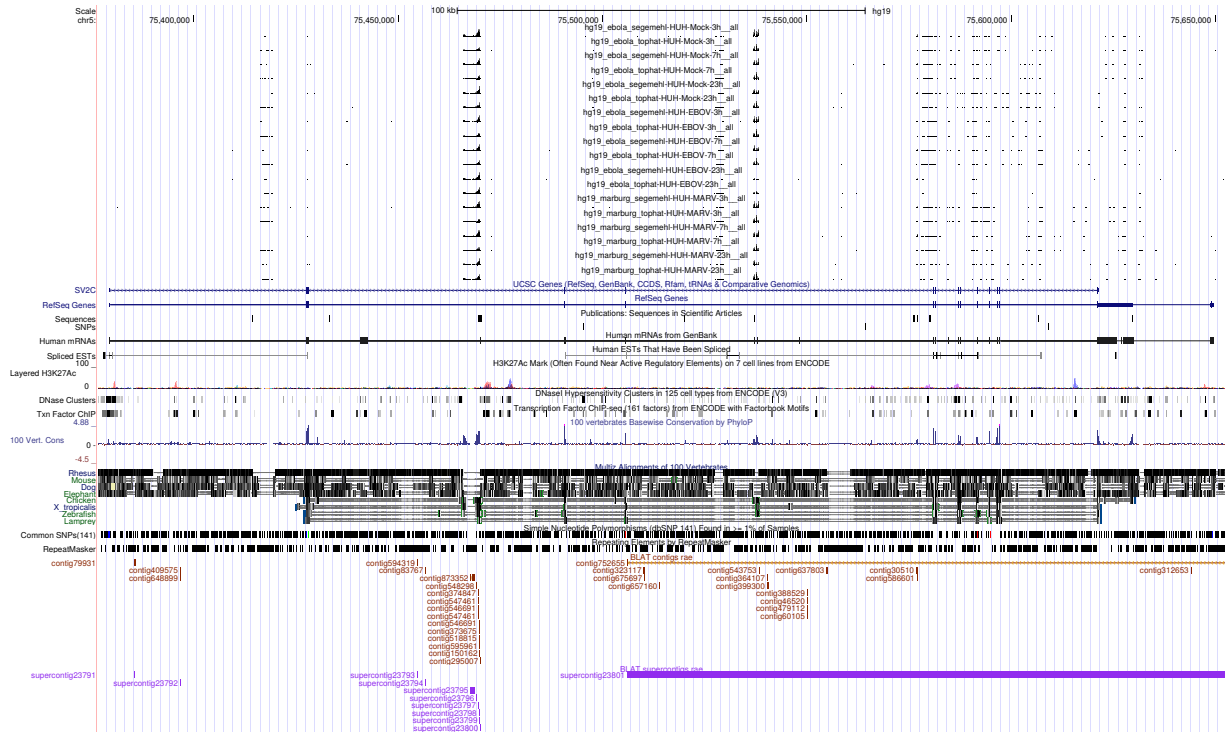 Scale 100 kb hg19
chr5: 75,400,000 75,450,000 75,500,000 75,550,000 75,600,000 75,650,000
hg19_ebola_segemehl-HUH-Mock-3h__all
hg19_ebola_tophat-HUH-Mock-3h__all
hg19_ebola_segemehl-HUH-Mock-7h__all
hg19_ebola_tophat-HUH-Mock-7h__all
hg19_ebola_segemehl-HUH-Mock-23h__all
hg19_ebola_tophat-HUH-Mock-23h__all
hg19_ebola_segemehl-HUH-EBOV-3h__all
hg19_ebola_tophat-HUH-EBOV-3h__all
hg19_ebola_segemehl-HUH-EBOV-7h__all
hg19_ebola_tophat-HUH-EBOV-7h__all
hg19_ebola_segemehl-HUH-EBOV-23h__all
hg19_ebola_tophat-HUH-EBOV-23h__all
hg19_marburg_segemehl-HUH-MARV-3h__all
hg19_marburg_tophat-HUH-MARV-3h__all
hg19_marburg_segemehl-HUH-MARV-7h__all
hg19_marburg_tophat-HUH-MARV-7h__all
hg19_marburg_segemehl-HUH-MARV-23h__all
hg19_marburg_tophat-HUH-MARV-23h__all
UCSC Genes (RefSeq, GenBank, CCDS, Rfam, tRNAs & Comparative Genomics)
SV2C
RefSeq Genes
RefSeq Genes
Publications: Sequences in Scientific Articles
Sequences
SNPs
Human mRNAs from GenBank
Human mRNAs
Human ESTs That Have Been Spliced
Spliced ESTs
H3K27Ac Mark (Often Found Near Active Regulatory Elements) on 7 cell lines from ENCODE
100
Layered H3K27Ac
0
DNaseI Hypersensitivity Clusters in 125 cell types from ENCODE (V3)
DNase Clusters
Transcription Factor ChIP-seq (161 factors) from ENCODE with Factorbook Motifs
Txn Factor ChIP
4.88
100 vertebrates Basewise Conservation by PhyloP
100 Vert. Cons
0
-4.5
Multiz Alignments of 100 Vertebrates
Rhesus
Mouse
Dog
Elephant
Chicken
X_tropicalis
Zebrafish
Lamprey
Simple Nucleotide Polymorphisms (dbSNP 141) Found in >= 1% of Samples
Common SNPs(141)
Repeating Elements by RepeatMasker
RepeatMasker
BLAT contigs rae
contig79931 contig594319 contig752655
contig409575 contig83767 contig323117 contig543753 contig637803 contig30510 contig312653
contig648899 contig873352 contig675697 contig364107 contig586601
contig548298 contig657160 contig399300
contig374847 contig388529
contig547461 contig46520
contig546691 contig479112
contig547461 contig60105
contig546691
contig373675
contig518815
contig595961
contig150162
contig295007
BLAT supercontigs rae
supercontig23791 supercontig23793 supercontig23801
supercontig23792 supercontig23794
supercontig23795
supercontig23796
supercontig23797
supercontig23798
supercontig23799
supercontig23800